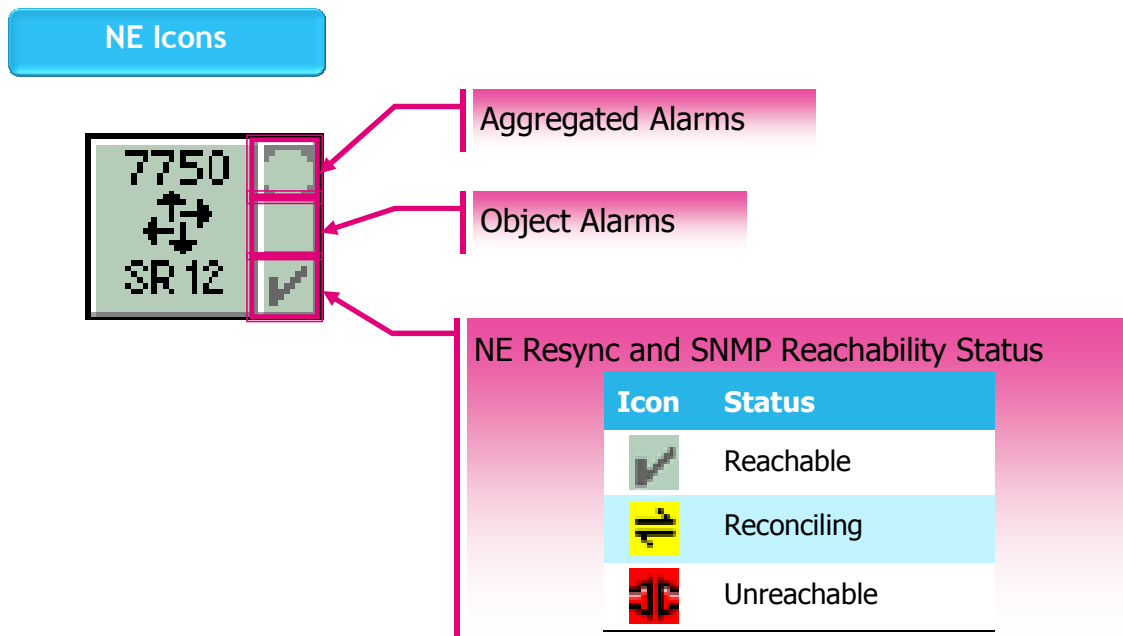 NE Icons
Aggregated Alarms
7750
SR 12
Object Alarms
NE Resync and SNMP Reachability Status
Icon Status
Reachable
Reconciling
Unreachable